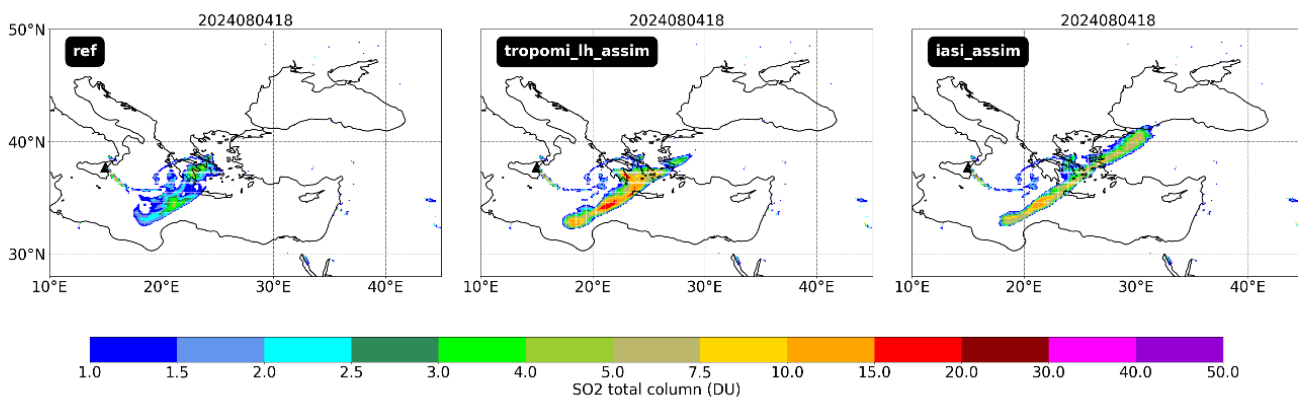 2024080418 2024080418 2024080418
50°N
ref tropomi_lh_assim iasi_assim
40°N
30°N
10°E 20°E 30°E 40°E 10°E 20°E 30°E 40°E 10°E 20°E 30°E 40°E
1.0 1.5 2.0 2.5 3.0 4.0 5.0 7.5 10.0 15.0 20.0 30.0 40.0 50.0
SO2 total column (DU)